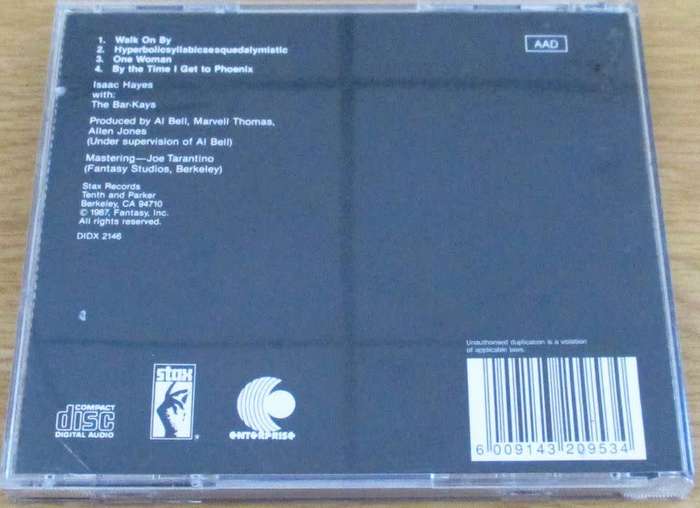 1. Walk On By
2. Hyperbolicsyllabicsesquedalymistic
3. One Woman
4. By the Time I Get to Phoenix
AAD
Isaac Hayes
with:
The Bar-Kays
Produced by Al Bell, Marvell Thomas,
Allen Jones
(Under supervision of Al Bell)
Mastering—Joe Tarantino
(Fantasy Studios, Berkeley)
Stax Records
Tenth and Parker
Berkeley, CA 94710
© 1987, Fantasy, Inc.
All rights reserved.
DIDX 2146
Unauthorised duplication is a violation
of applicable laws.
COMPACT
disc
DIGITAL AUDIO
stax
ENTERPRISE
6 009143 209534